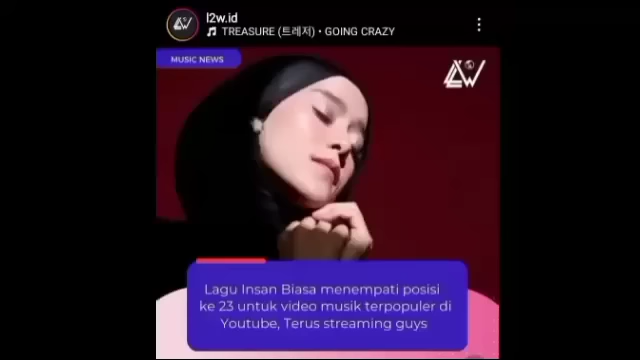 l2w.id
TREASURE (트레저) • GOING CRAZY
MUSIC NEWS
LW
Lagu Insan Biasa menempati posisi
ke 23 untuk video musik terpopuler di
Youtube, Terus streaming guys